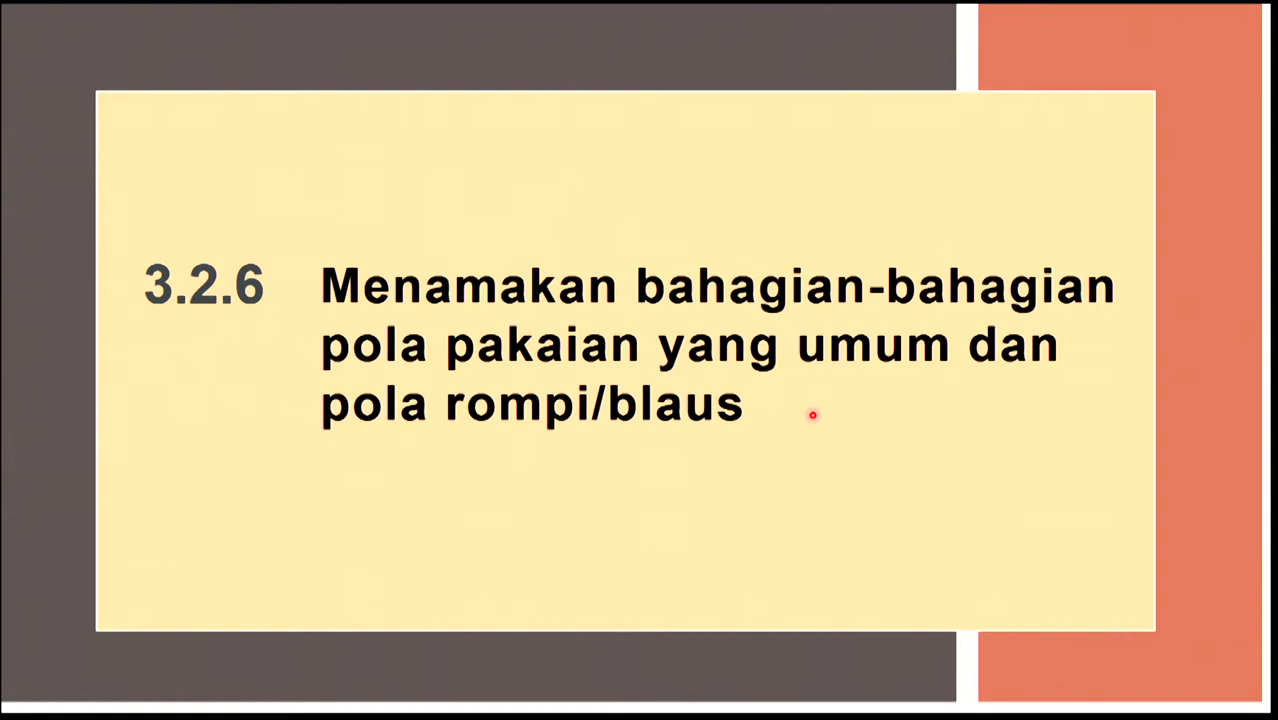 3.2.6 Menamakan bahagian-bahagian
pola pakaian yang umum dan
pola rompi/blaus